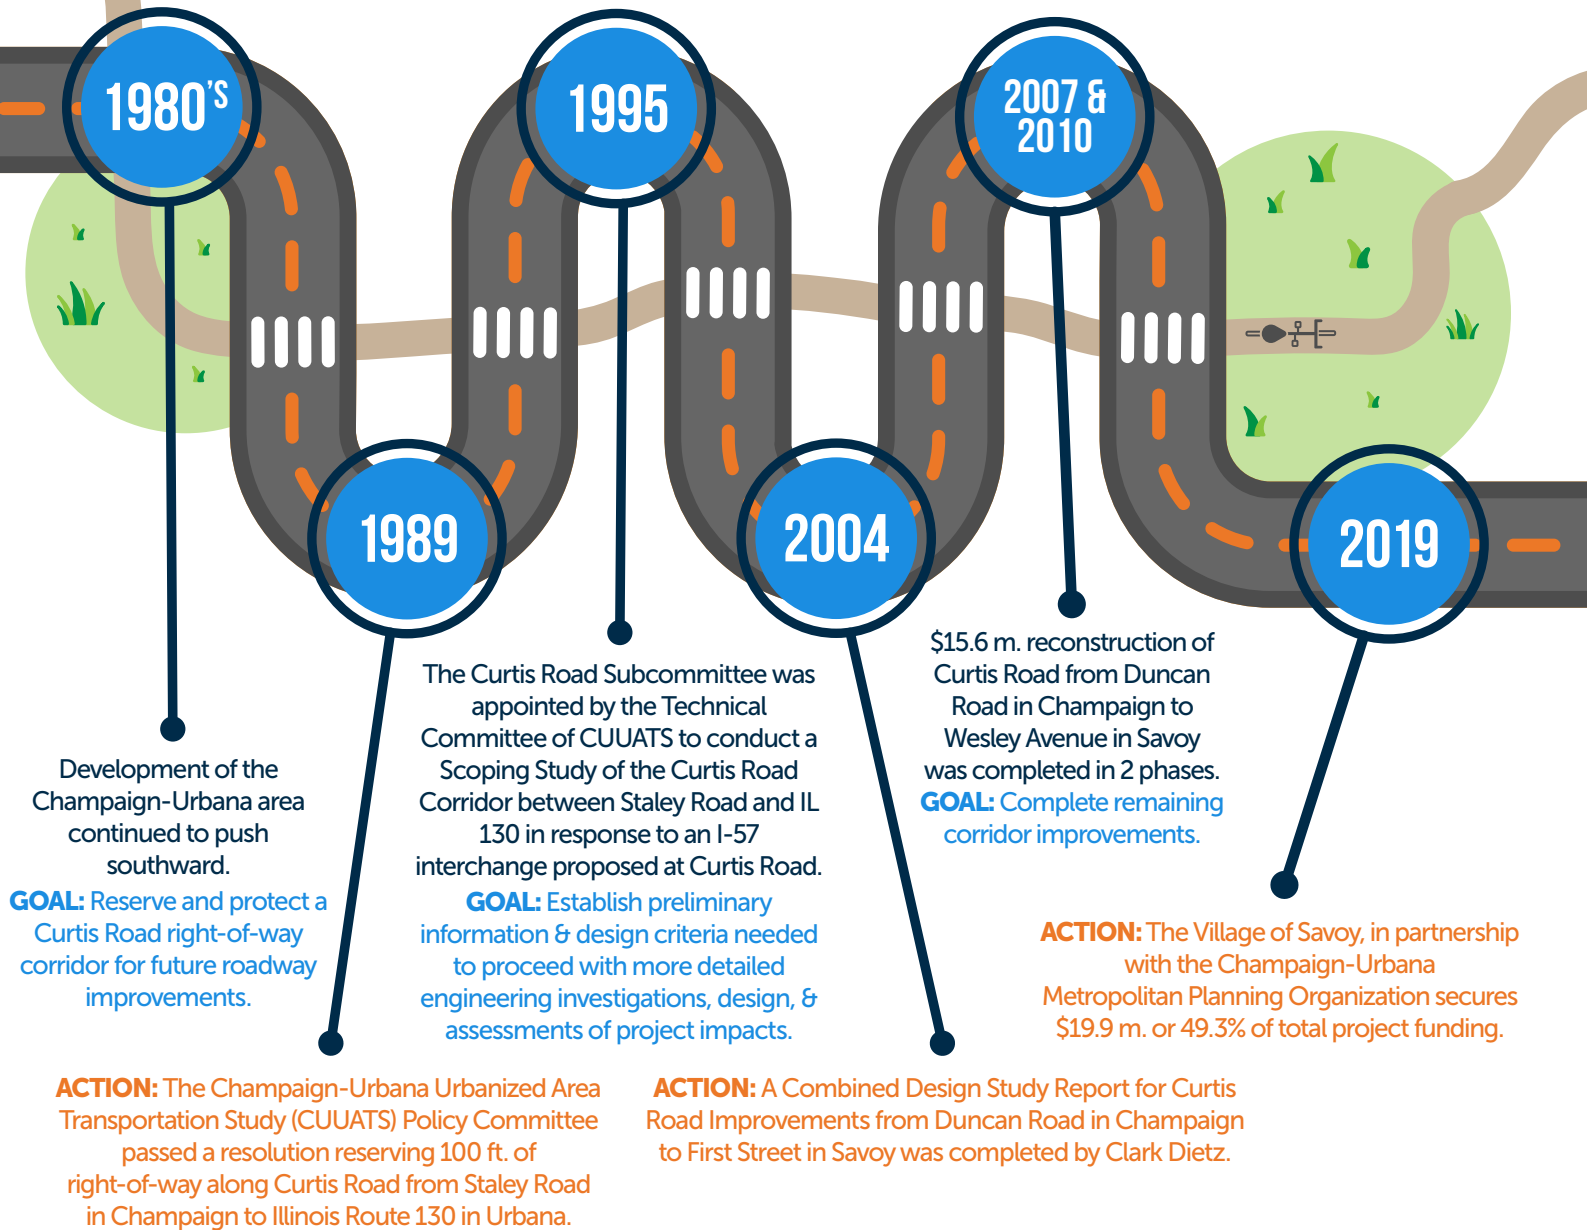 1980'S
1995
2007 &
2010
1989
2004
2019
Development of the
Champaign-Urbana area
continued to push
southward.
GOAL: Reserve and protect a
Curtis Road right-of-way
corridor for future roadway
improvements.
ACTION: The Champaign-Urbana Urbanized Area
Transportation Study (CUUATS) Policy Committee
passed a resolution reserving 100 ft. of
right-of-way along Curtis Road from Staley Road
in Champaign to Illinois Route 130 in Urbana.
The Curtis Road Subcommittee was
appointed by the Technical
Committee of CUUATS to conduct a
Scoping Study of the Curtis Road
Corridor between Staley Road and IL
130 in response to an I-57
interchange proposed at Curtis Road.
GOAL: Establish preliminary
information & design criteria needed
to proceed with more detailed
engineering investigations, design, &
assessments of project impacts.
ACTION: A Combined Design Study Report for Curtis
Road Improvements from Duncan Road in Champaign
to First Street in Savoy was completed by Clark Dietz.
$15.6 m. reconstruction of
Curtis Road from Duncan
Road in Champaign to
Wesley Avenue in Savoy
was completed in 2 phases.
GOAL: Complete remaining
corridor improvements.
ACTION: The Village of Savoy, in partnership
with the Champaign-Urbana
Metropolitan Planning Organization secures
$19.9 m. or 49.3% of total project funding.